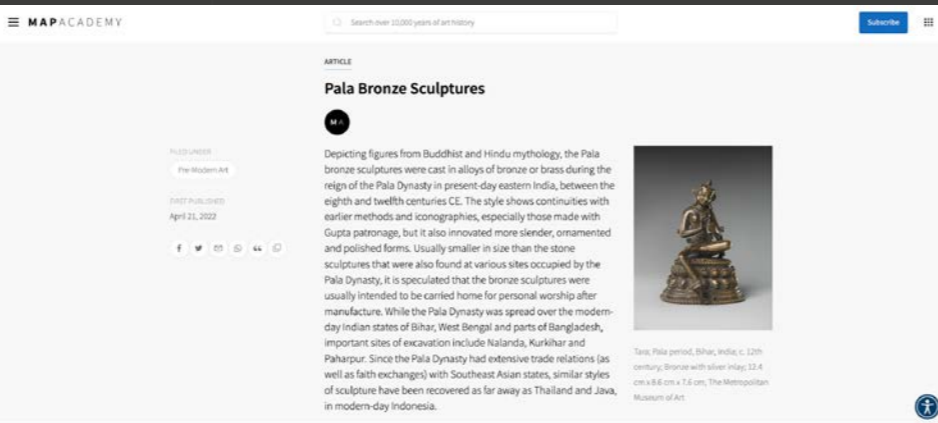 MAPACADEMY
Search over 10,000 years of art history
Subscribe
ARTICLE
Pala Bronze Sculptures
M A
FILED UNDER
Pre-Modern Art
FIRST PUBLISHED
April 21, 2022
Depicting figures from Buddhist and Hindu mythology, the Pala
bronze sculptures were cast in alloys of bronze or brass during the
reign of the Pala Dynasty in present-day eastern India, between the
eighth and twelfth centuries CE. The style shows continuities with
earlier methods and iconographies, especially those made with
Gupta patronage, but it also innovated more slender, ornamented
and polished forms. Usually smaller in size than the stone
sculptures that were also found at various sites occupied by the
Pala Dynasty, it is speculated that the bronze sculptures were
usually intended to be carried home for personal worship after
manufacture. While the Pala Dynasty was spread over the modern-
day Indian states of Bihar, West Bengal and parts of Bangladesh,
important sites of excavation include Nalanda, Kurkihar and
Paharpur. Since the Pala Dynasty had extensive trade relations (as
well as faith exchanges) with Southeast Asian states, similar styles
of sculpture have been recovered as far away as Thailand and Java,
in modern-day Indonesia.
Tara; Pala period, Bihar, India; c. 12th
century; Bronze with silver inlay; 12.4
cm x 8.6 cm x 7.6 cm; The Metropolitan
Museum of Art